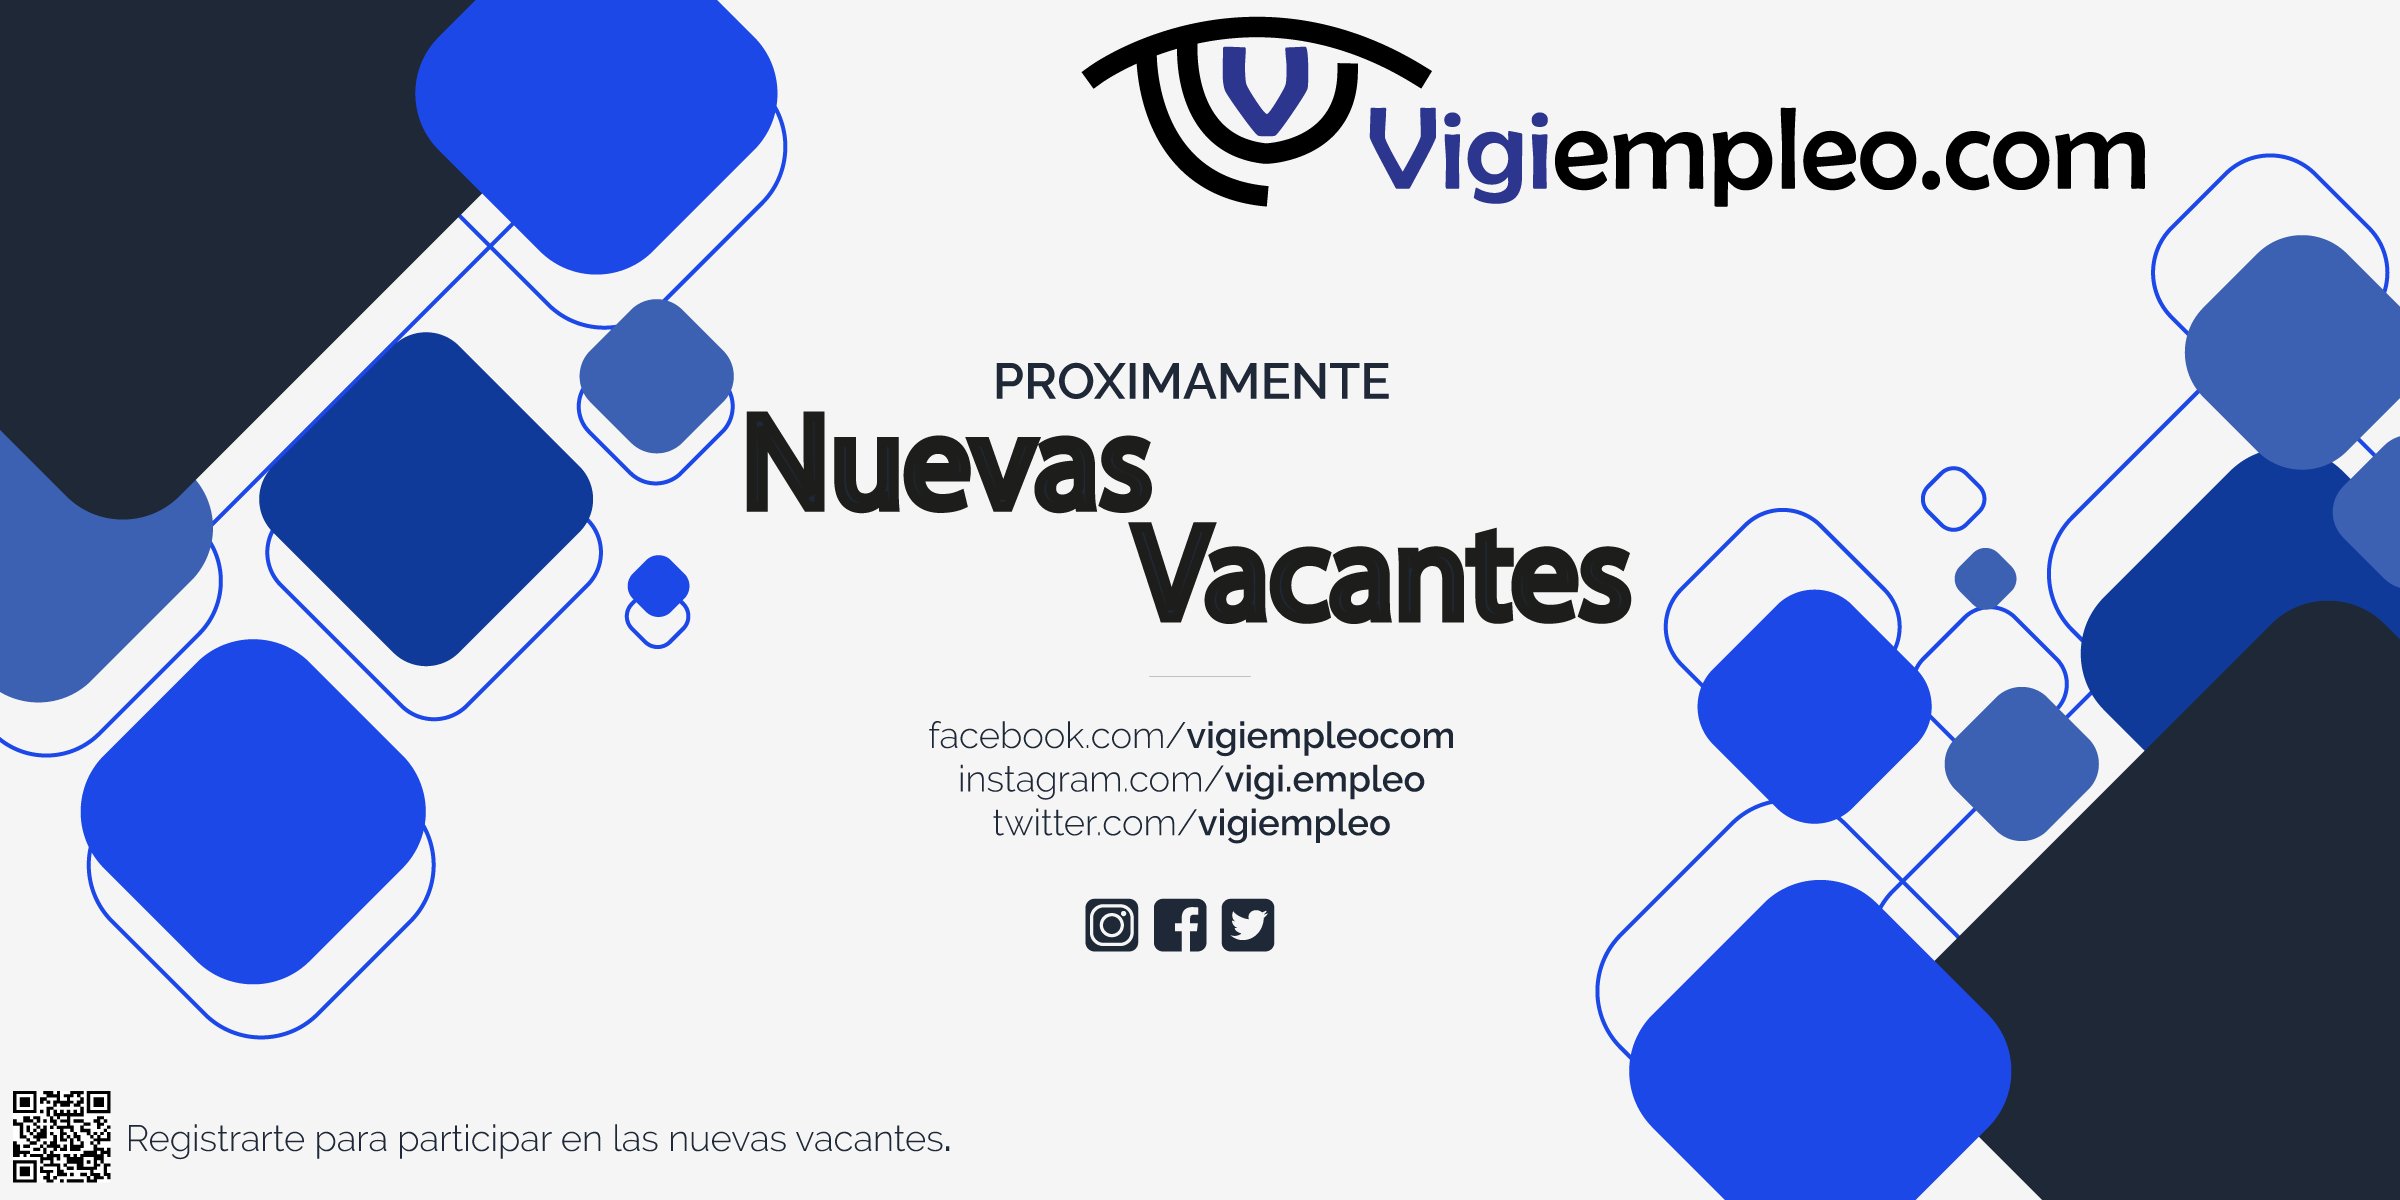 V
Vigiempleo.com
PROXIMAMENTE
Nuevas
Vacantes
facebook.com/vigiempleocom
instagram.com/vigi.empleo
twitter.com/vigiempleo
Registrarte para participar en las nuevas vacantes.